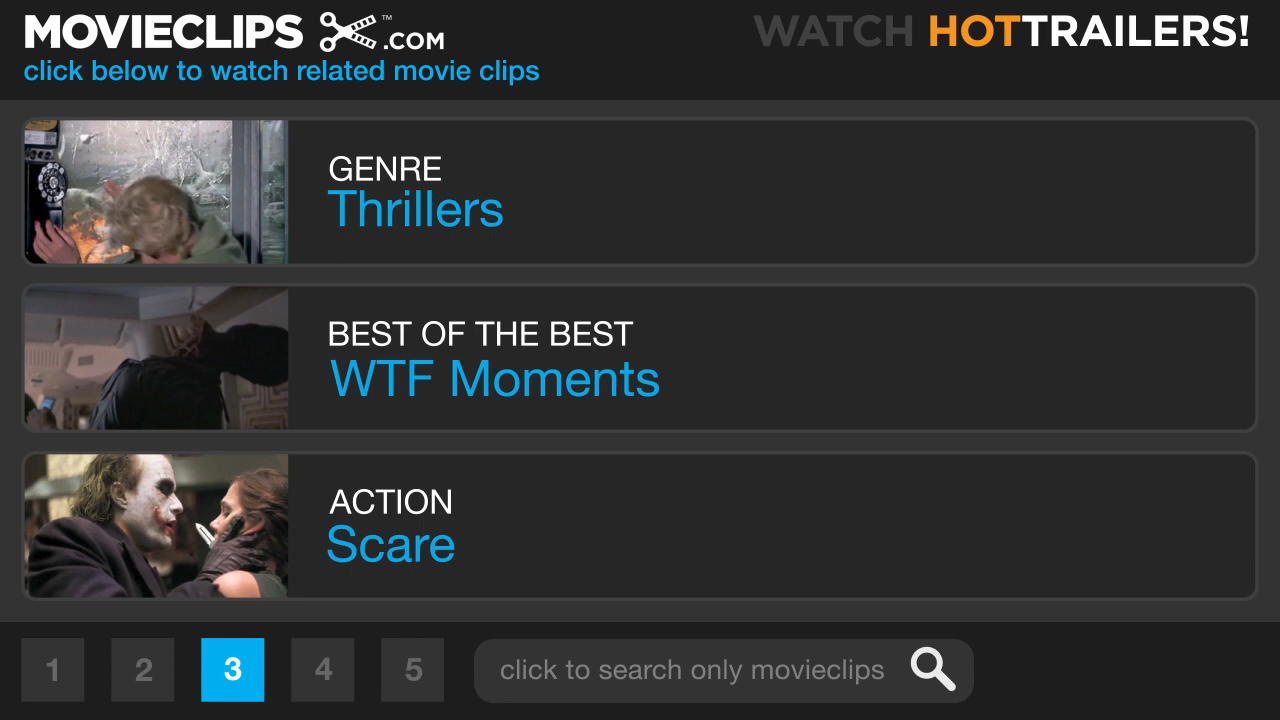 MOVIECLIPS ™ .COM
WATCH HOTTRAILERS!
click below to watch related movie clips
GENRE
Thrillers
BEST OF THE BEST
WTF Moments
ACTION
Scare
1 2 3 4 5 click to search only movieclips